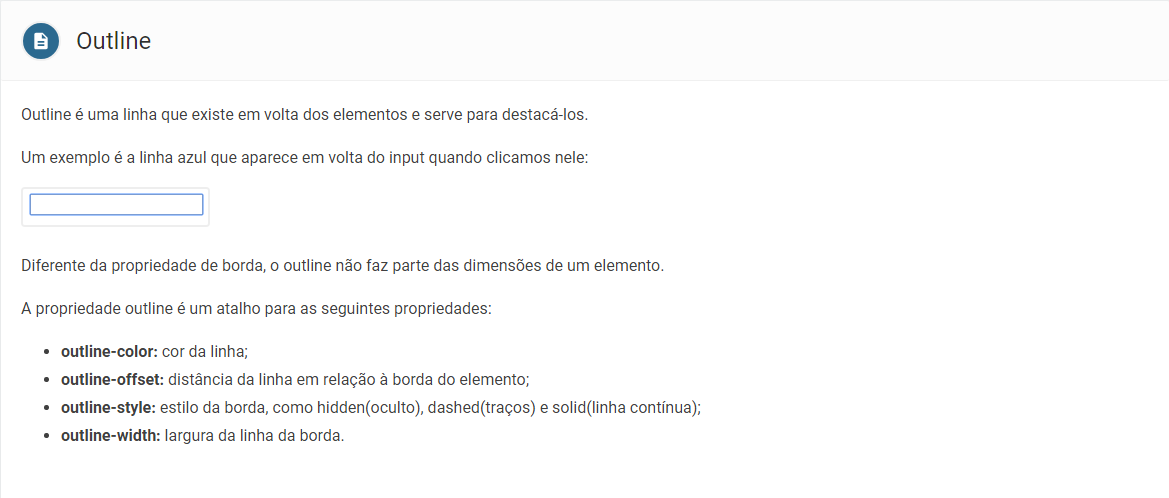 Outline
Outline é uma linha que existe em volta dos elementos e serve para destacá-los.
Um exemplo é a linha azul que aparece em volta do input quando clicamos nele:
Diferente da propriedade de borda, o outline não faz parte das dimensões de um elemento.
A propriedade outline é um atalho para as seguintes propriedades:
• outline-color: cor da linha;
• outline-offset: distância da linha em relação à borda do elemento;
• outline-style: estilo da borda, como hidden(oculto), dashed(traços) e solid(linha contínua);
• outline-width: largura da linha da borda.